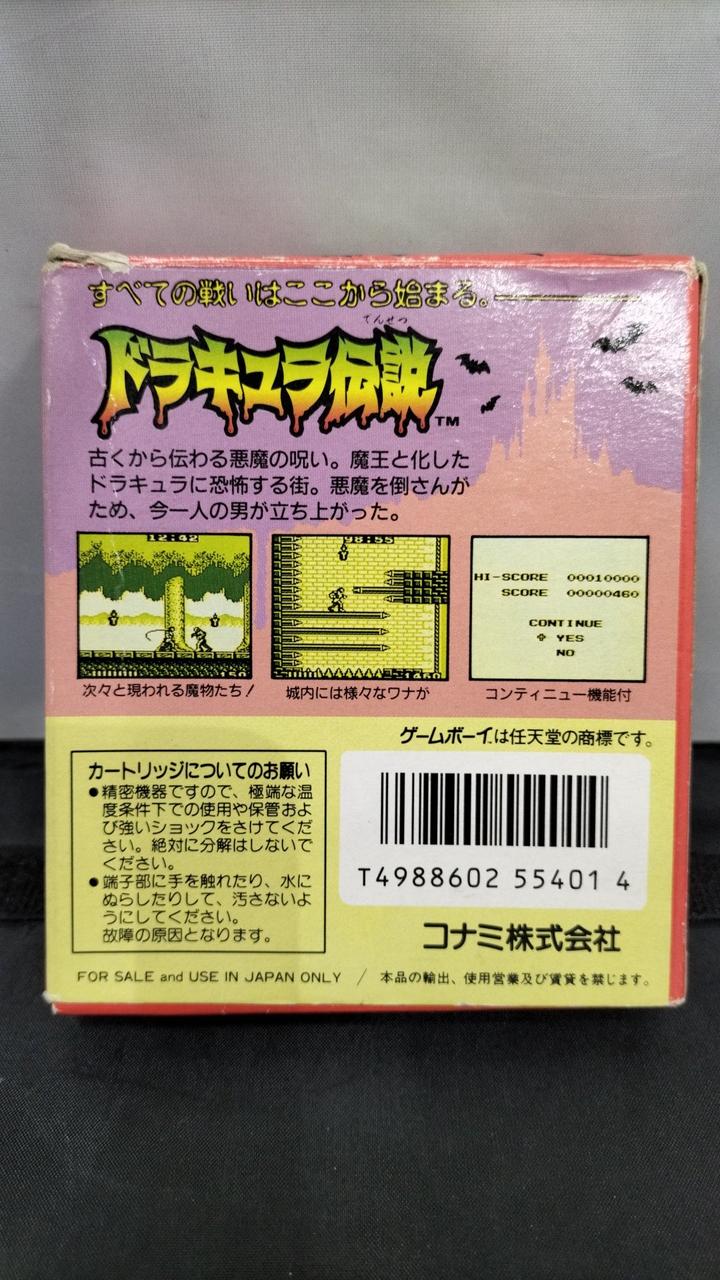 すべての戦いはここから始まる。
てんせつ
ドラキュラ伝説™
古くから伝わる悪魔の呪い。魔王と化した
ドラキュラに恐怖する街。悪魔を倒さんが
ため、今一人の男が立ち上がった。
12:42
98:55
HI-SCORE 00010000
SCORE 00000460
CONTINUE
YES
NO
次々と現われる魔物たち!
城内には様々なワナが
コンティニュー機能付
ゲームボーイは任天堂の商標です。
カートリッジについてのお願い
●精密機器ですので、極端な温
度条件下での使用や保管およ
び強いショックをさけてくだ
さい。絶対に分解はしないで
ください。
●端子部に手を触れたり、水に
ぬらしたりして、汚さないよ
うにしてください。
故障の原因となります。
T4988602 55401 4
コナミ株式会社
FOR SALE and USE IN JAPAN ONLY / 本品の輸出、使用営業及び賃貸を禁じます。